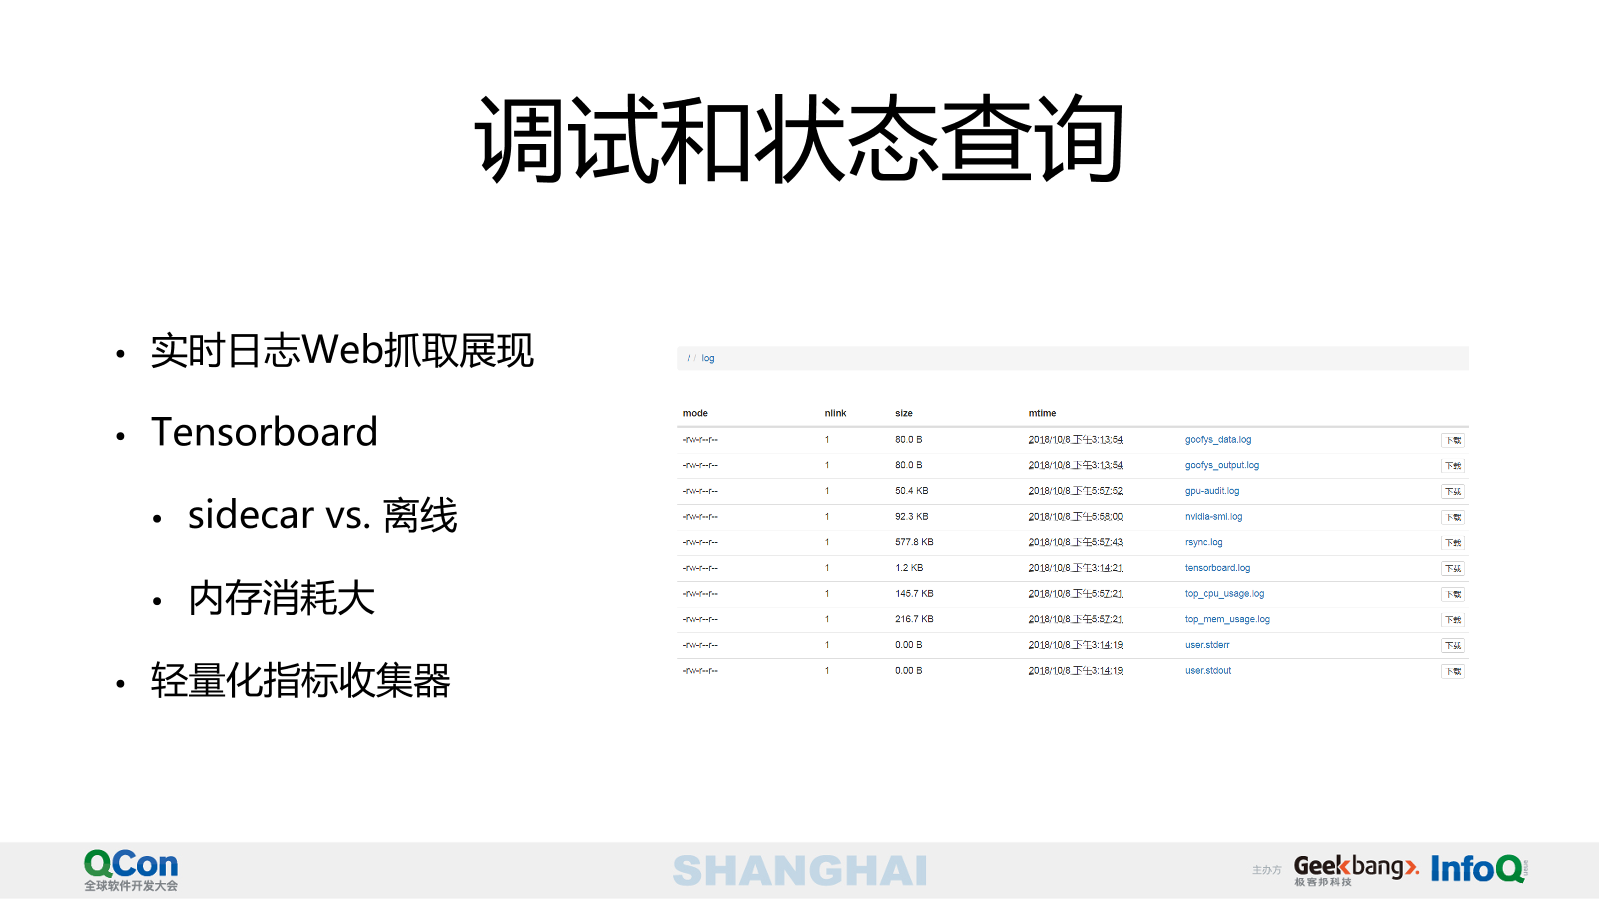 调试和状态查询
• 实时日志Web抓取展现
• Tensorboard
• sidecar vs. 离线
• 内存消耗大
• 轻量化指标收集器
/ / log
mode nlink size mtime
-rw-r--r-- 1 80.0 B 2018/10/8 下午3:13:54 goofys_data.log 下载
-rw-r--r-- 1 80.0 B 2018/10/8 下午3:13:54 goofys_output.log 下载
-rw-r--r-- 1 50.4 KB 2018/10/8 下午5:57:52 gpu-audit.log 下载
-rw-r--r-- 1 92.3 KB 2018/10/8 下午5:58:00 nvidia-smi.log 下载
-rw-r--r-- 1 577.8 KB 2018/10/8 下午5:57:43 rsync.log 下载
-rw-r--r-- 1 1.2 KB 2018/10/8 下午3:14:21 tensorboard.log 下载
-rw-r--r-- 1 145.7 KB 2018/10/8 下午5:57:21 top_cpu_usage.log 下载
-rw-r--r-- 1 216.7 KB 2018/10/8 下午5:57:21 top_mem_usage.log 下载
-rw-r--r-- 1 0.00 B 2018/10/8 下午3:14:19 user.stderr 下载
-rw-r--r-- 1 0.00 B 2018/10/8 下午3:14:19 user.stdout 下载
QCon
全球软件开发大会
SHANGHAI
主办方
Geekbang>.
极客邦科技
InfoQ